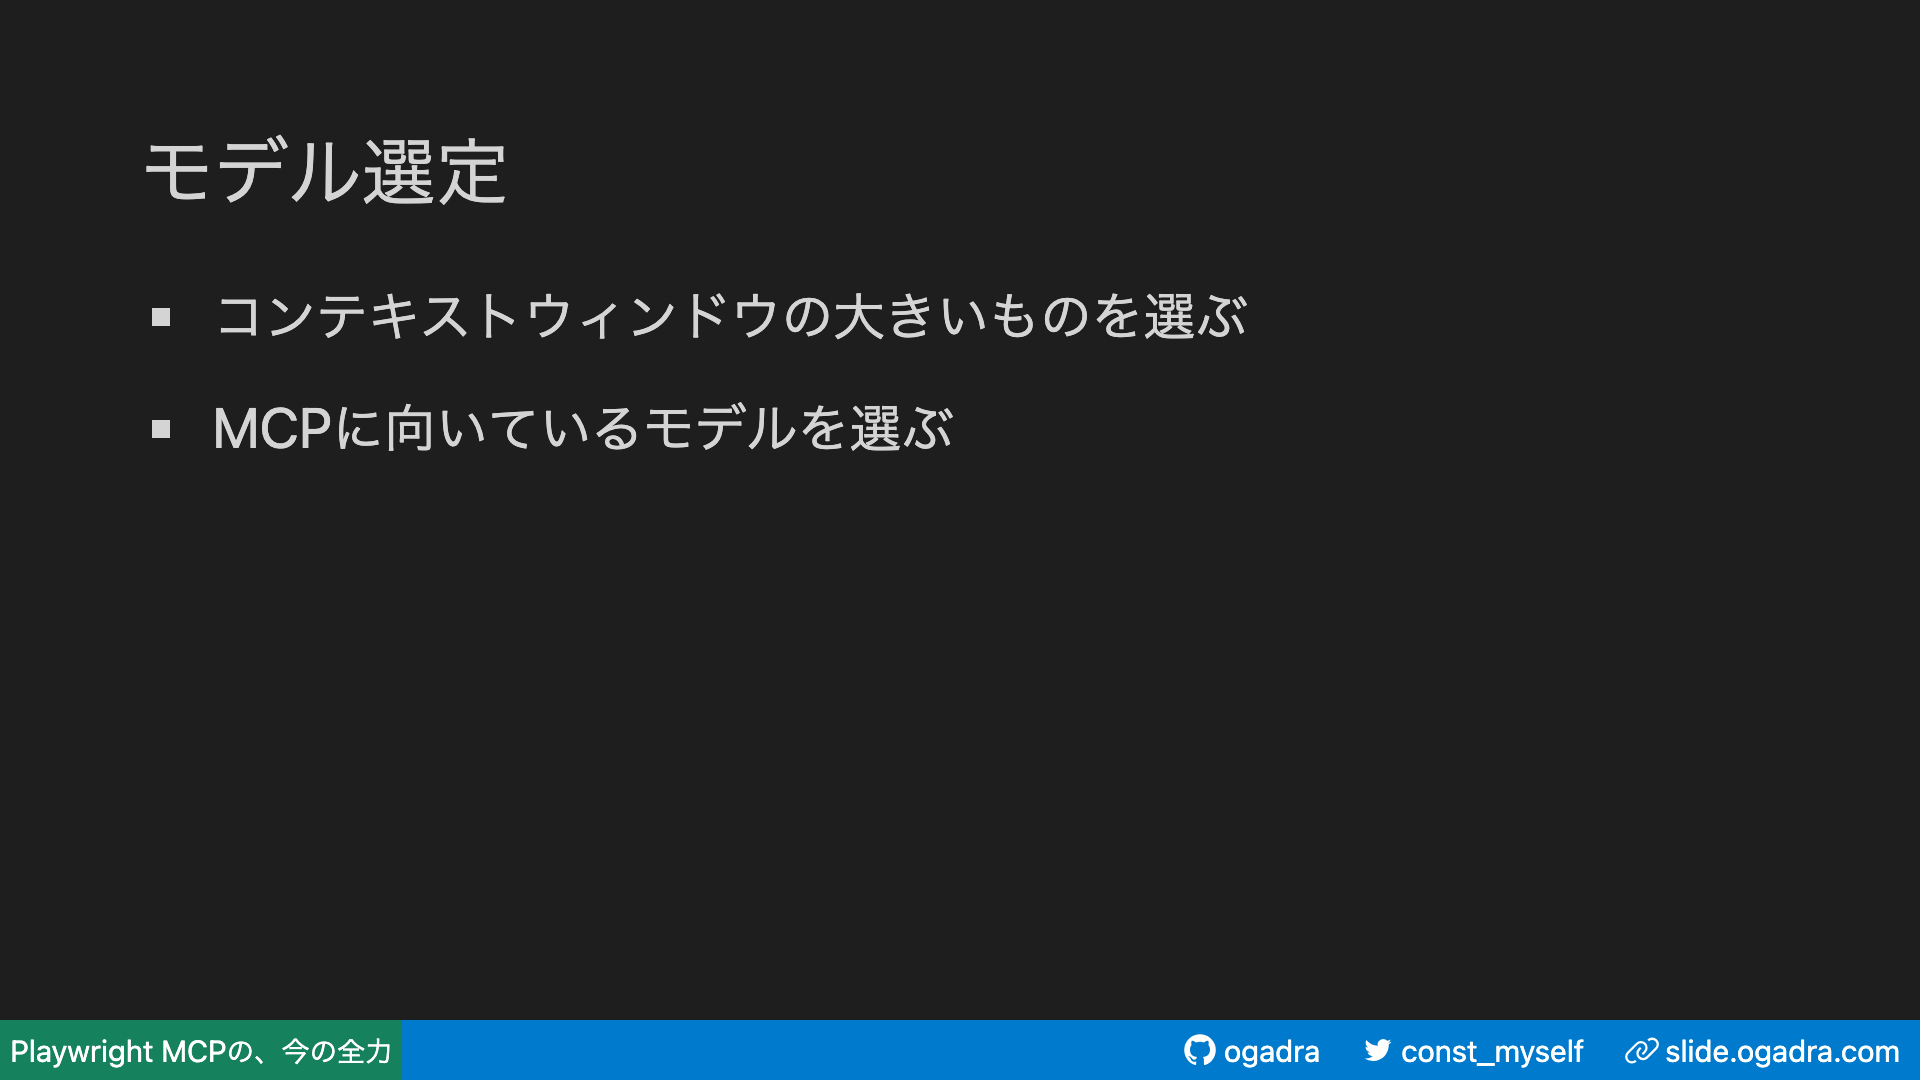 モデル選定
コンテキストウィンドウの大きいものを選ぶ
MCPに向いているモデルを選ぶ
Playwright MCPの、今の全力
ogadra
const_myself
slide.ogadra.com